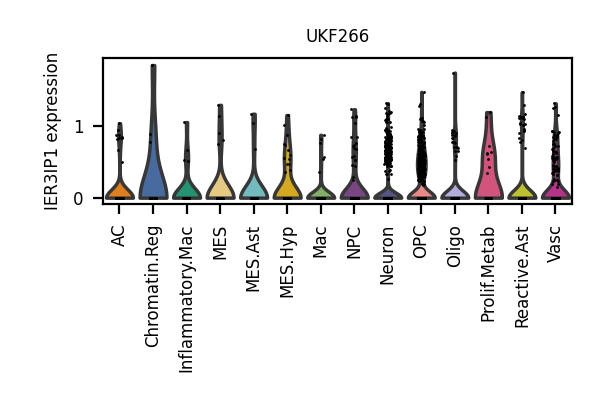 UKF266
IER3IP1 expression
1
0
AC
Chromatin.Reg
Inflammatory.Mac
MES
MES.Ast
MES.Hyp
Mac
NPC
Neuron
OPC
Oligo
Prolif.Metab
Reactive.Ast
Vasc